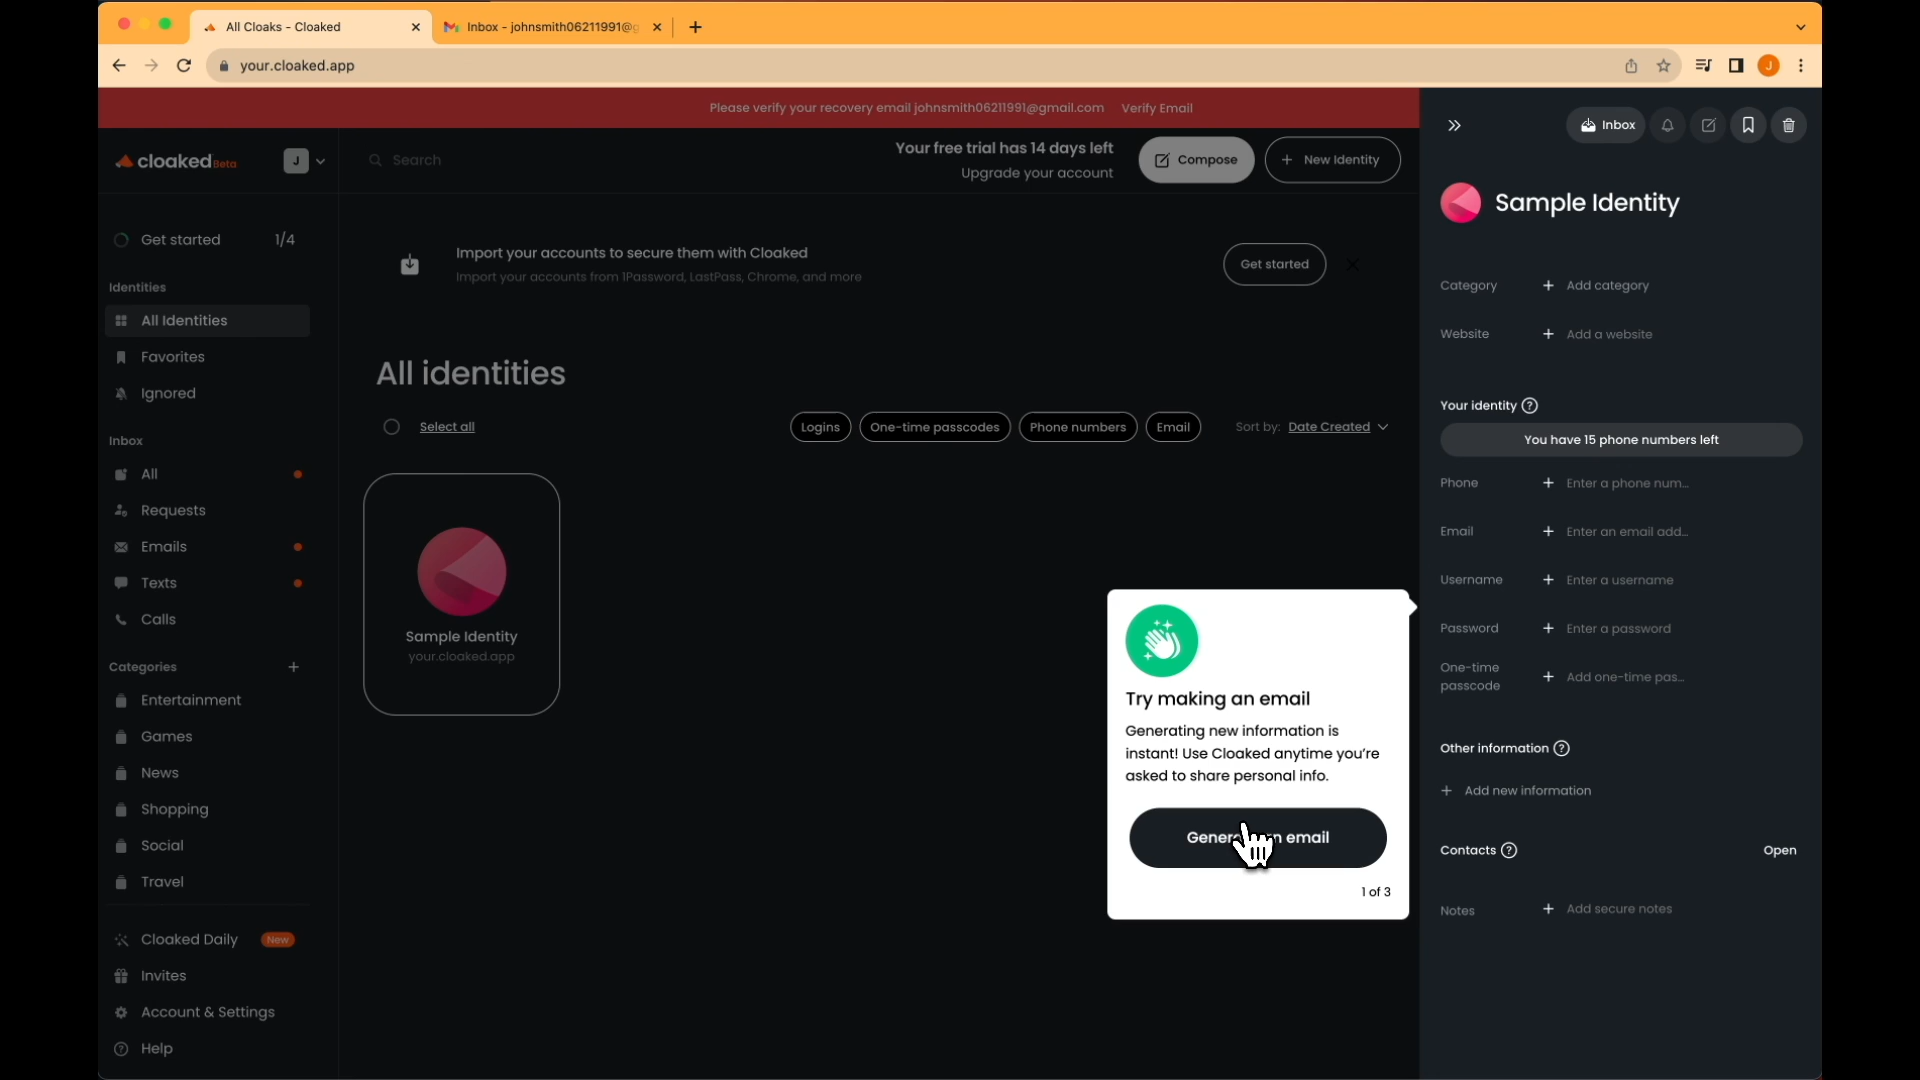 All Cloaks - Cloaked
Inbox - johnsmith06211991@
your.cloaked.app
J
Please verify your recovery email johnsmith06211991@gmail.com Verify Email
cloaked Beta
J
Search
Your free trial has 14 days left
Upgrade your account
Compose
New Identity
Get started 1/4
Import your accounts to secure them with Cloaked
Import your accounts from 1Password, LastPass, Chrome, and more
Get started
Identities
All Identities
Favorites
Ignored
Inbox
All
Requests
Emails
Texts
Calls
Categories
Entertainment
Games
News
Shopping
Social
Travel
Cloaked Daily New
Invites
Account & Settings
Help
All identities
Select all
Logins
One-time passcodes
Phone numbers
Email
Sort by: Date Created
Sample Identity
your.cloaked.app
Try making an email
Generating new information is
instant! Use Cloaked anytime you're
asked to share personal info.
email
1 of 3
Inbox
Sample Identity
Category Add category
Website Add a website
Your identity ?
You have 15 phone numbers left
Phone Enter a phone num...
Email Enter an email add...
Username Enter a username
Password Enter a password
One-time
passcode
Add one-time pas...
Other information ?
Add new information
Contacts ? Open
Notes Add secure notes